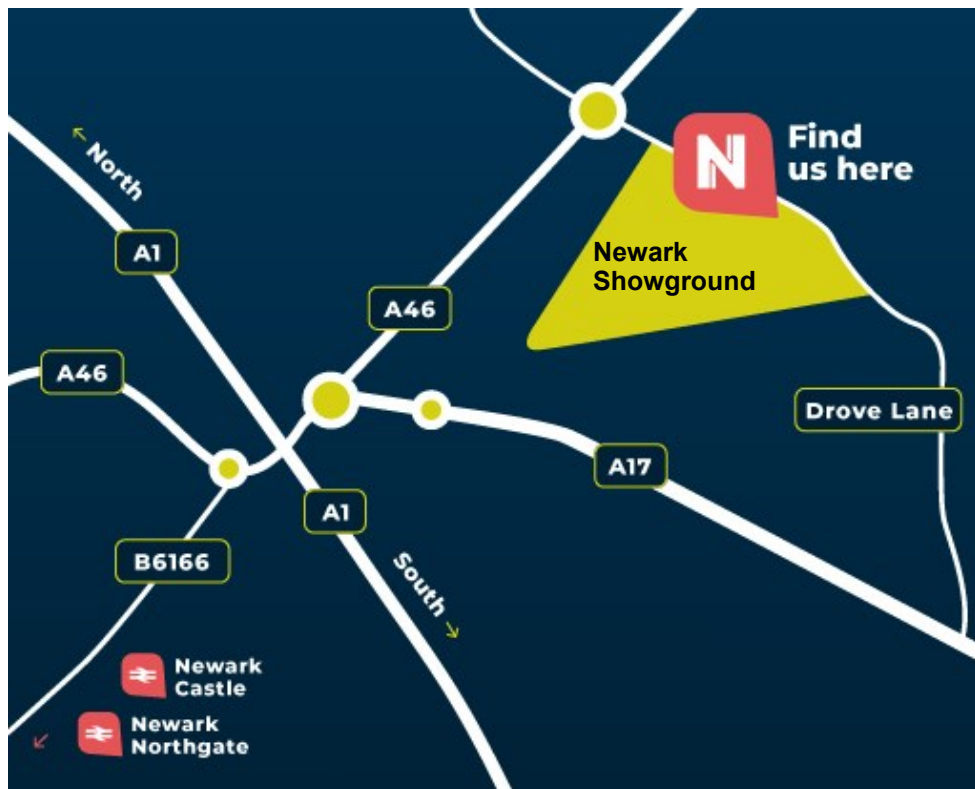 Find
us here
N
North
A1
Newark
Showground
A46
A46
Drove Lane
A17
A1
B6166
South
Newark
Castle
Newark
Northgate